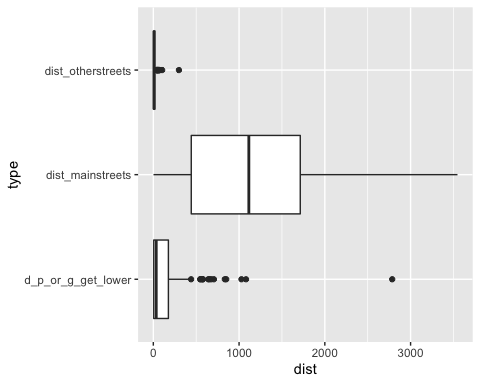 dist_otherstreets
dist_mainstreets
d_p_or_g_get_lower
type
0
1000
2000
3000
dist